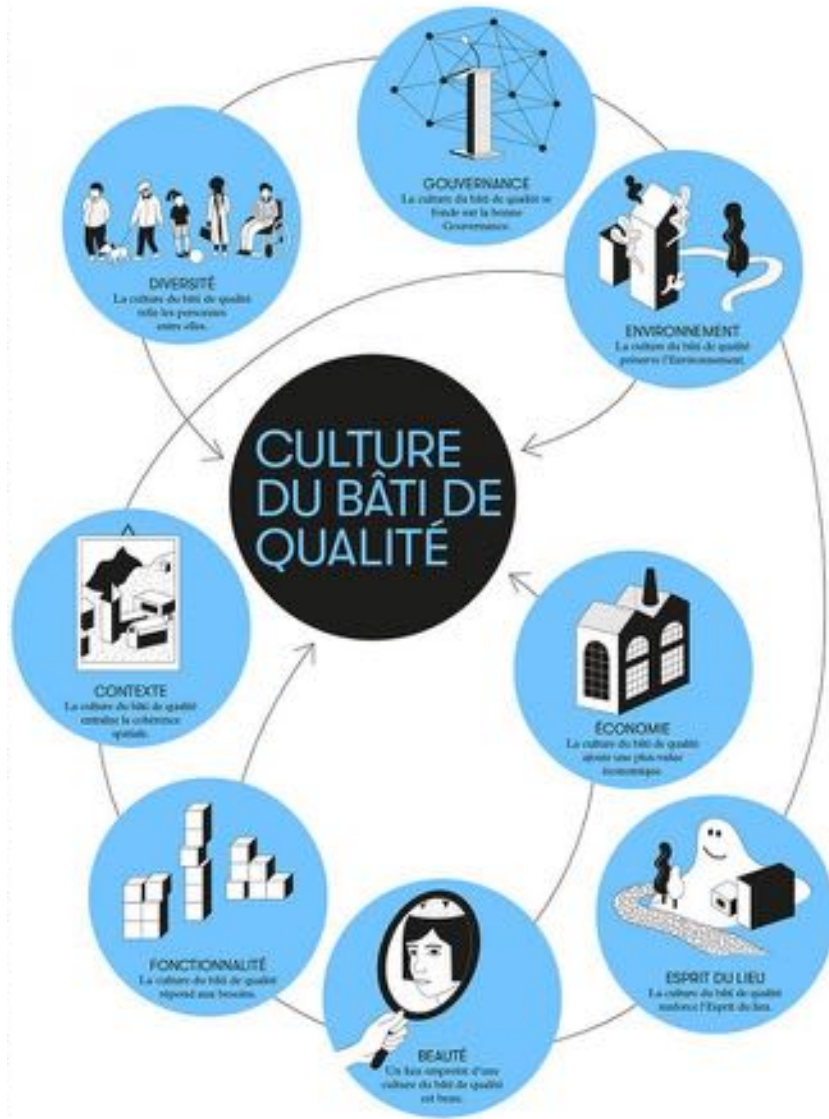 GOUVERNANCE
La culture du bâti de qualité se
fonde sur la bonne
Gouvernance.
DIVERSITÉ
La culture du bâti de qualité
relie les personnes
entre elles.
ENVIRONNEMENT
La culture du bâti de qualité
préserve l'Environnement.
CULTURE
DU BÂTI DE
QUALITÉ
CONTEXTE
La culture du bâti de qualité
entraîne la cohérence
spatiale.
ÉCONOMIE
La culture du bâti de qualité
ajoute une plus-value
économique.
FONCTIONNALITÉ
La culture du bâti de qualité
répond aux besoins.
ESPRIT DU LIEU
La culture du bâti de qualité
renforce l'Esprit du lieu.
BEAUTÉ
Un lieu empreint d'une
culture du bâti de qualité
est beau.